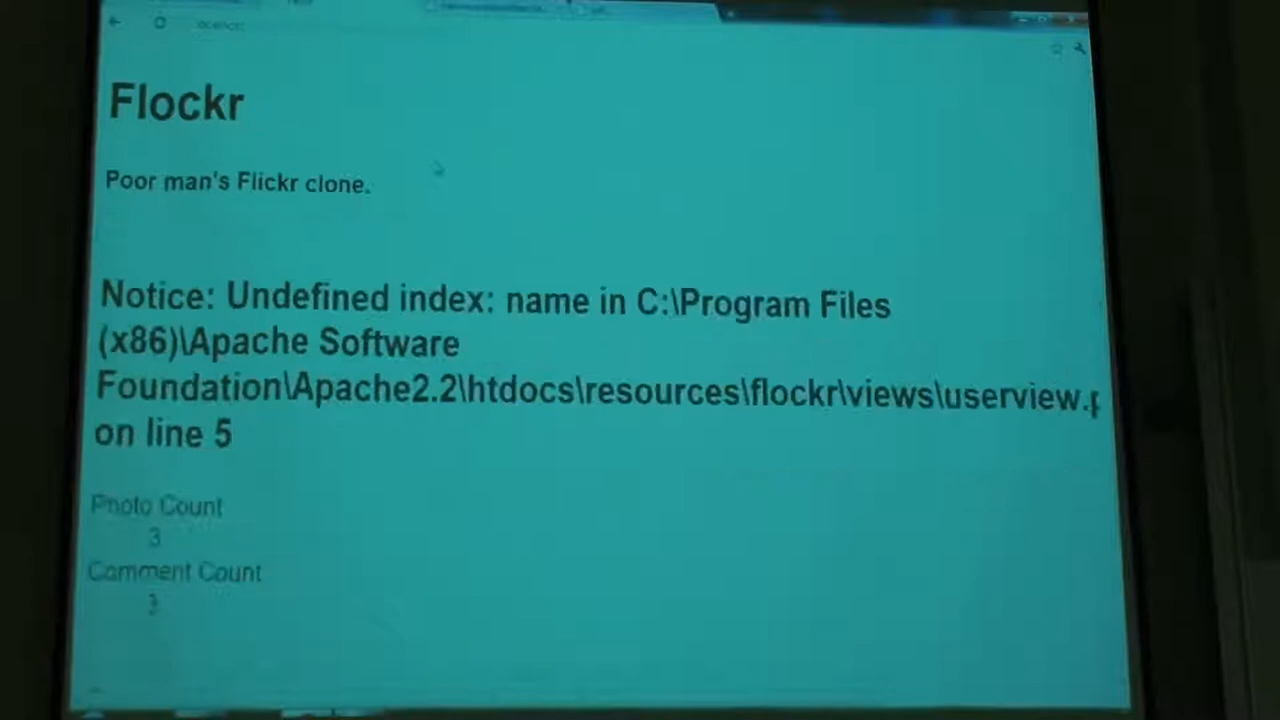 Flockr
Poor man's Flickr clone.
Notice: Undefined index: name in C:\Program Files
(x86)\Apache Software
Foundation\Apache2.2\htdocs\resources\flockr\views\userview.p
on line 5
Photo Count
3
Comment Count
3